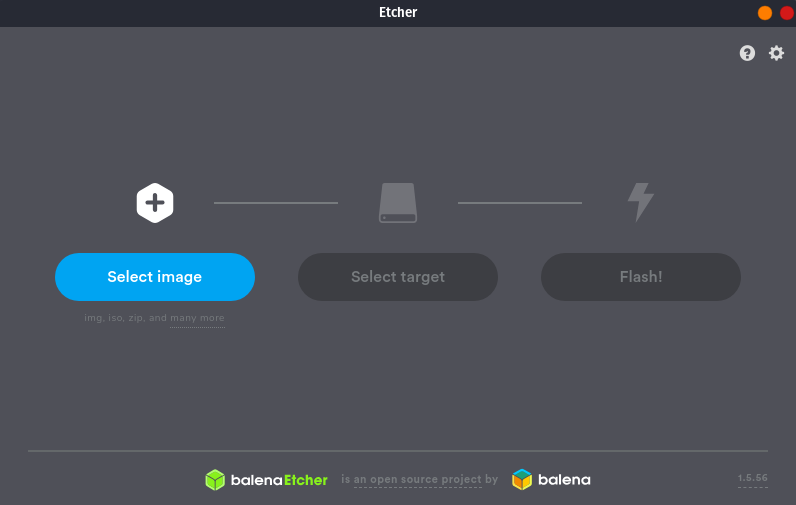 Etcher
Select image
Select target
Flash!
img, iso, zip, and many more
balenaEtcher is an open source project by balena
1.5.56